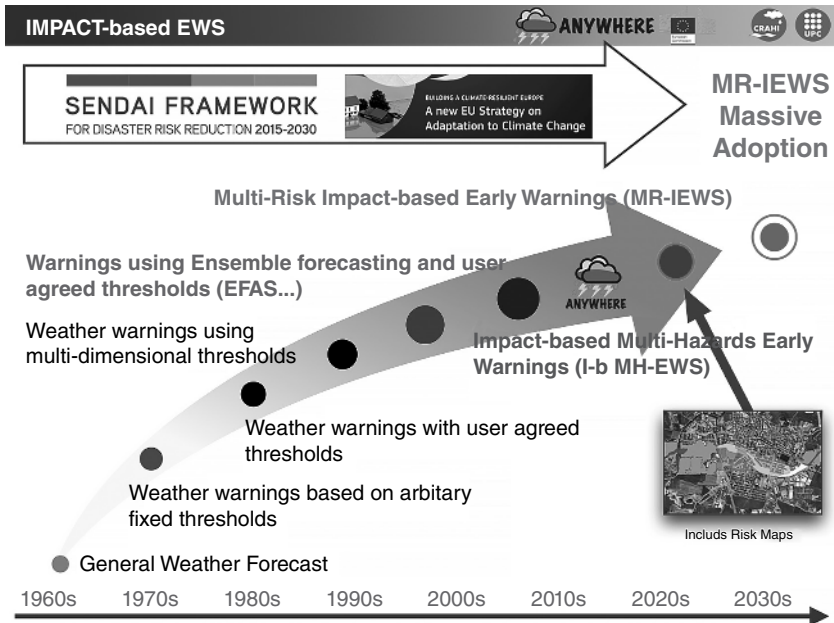 IMPACT-based EWS
ANYWHERE
CRAHI
UPC
SENDAI FRAMEWORK
FOR DISASTER RISK REDUCTION 2015-2030
BUILDING A CLIMATE-RESILIENT EUROPE
A new EU Strategy on
Adaptation to Climate Change
MR-IEWS
Massive
Adoption
Multi-Risk Impact-based Early Warnings (MR-IEWS)
Warnings using Ensemble forecasting and user
agreed thresholds (EFAS...)
ANYWHERE
Weather warnings using
multi-dimensional thresholds
Impact-based Multi-Hazards Early
Warnings (I-b MH-EWS)
Weather warnings with user agreed
thresholds
Weather warnings based on arbitary
fixed thresholds
Includs Risk Maps
General Weather Forecast
1960s 1970s 1980s 1990s 2000s 2010s 2020s 2030s